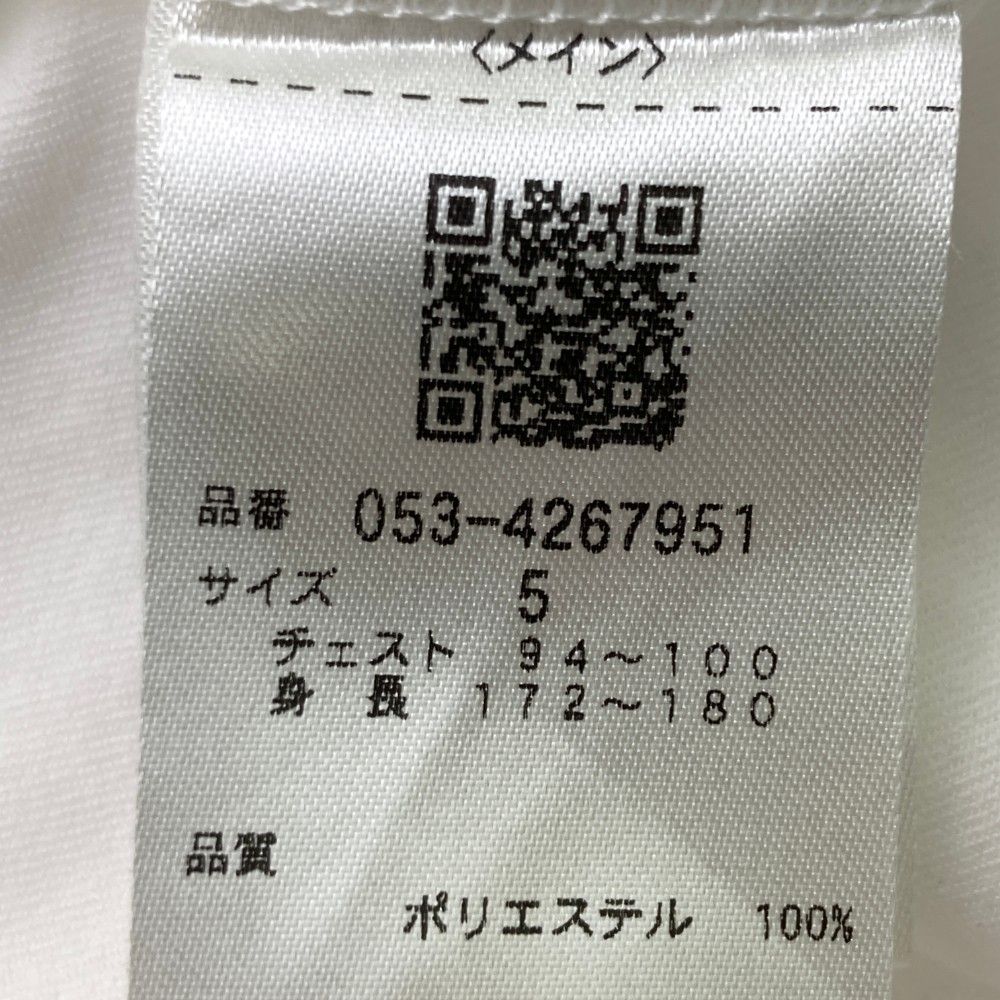 〈メイン〉
品番 053-4267951
サイズ 5
チェスト 94～100
身長 172～180
品質
ポリエステル 100%